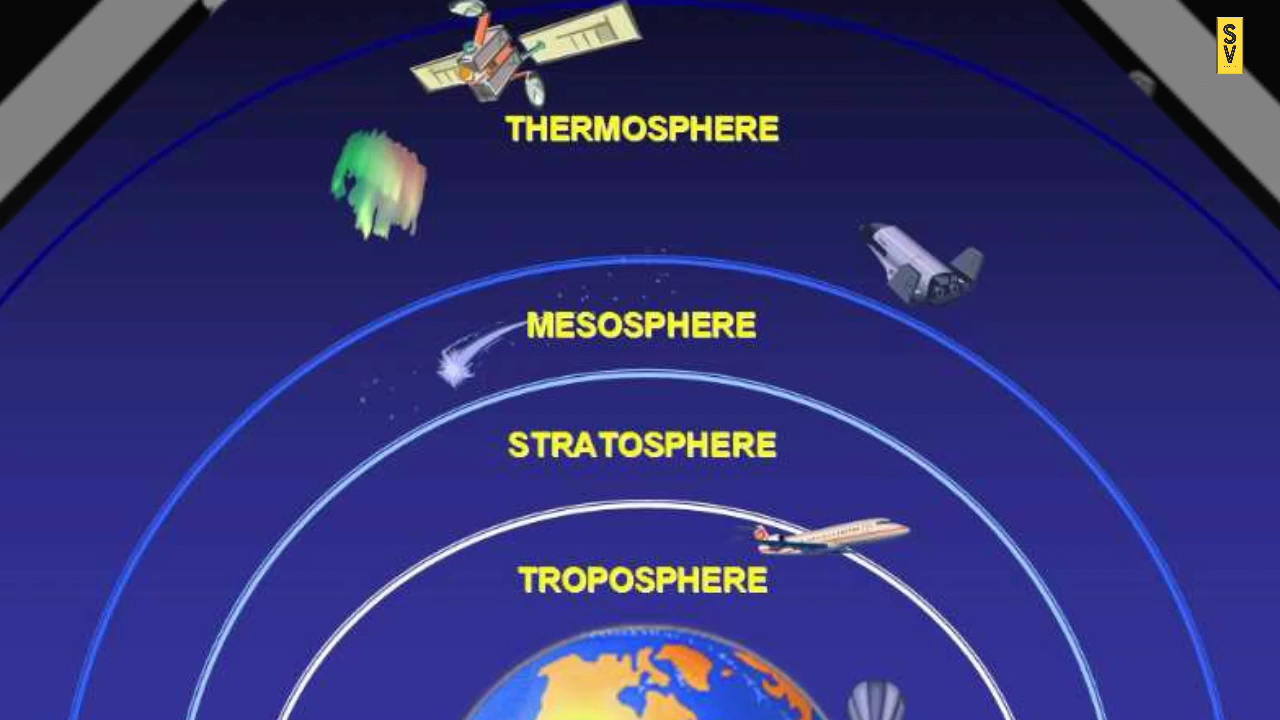 S
V
THERMOSPHERE
MESOSPHERE
STRATOSPHERE
TROPOSPHERE